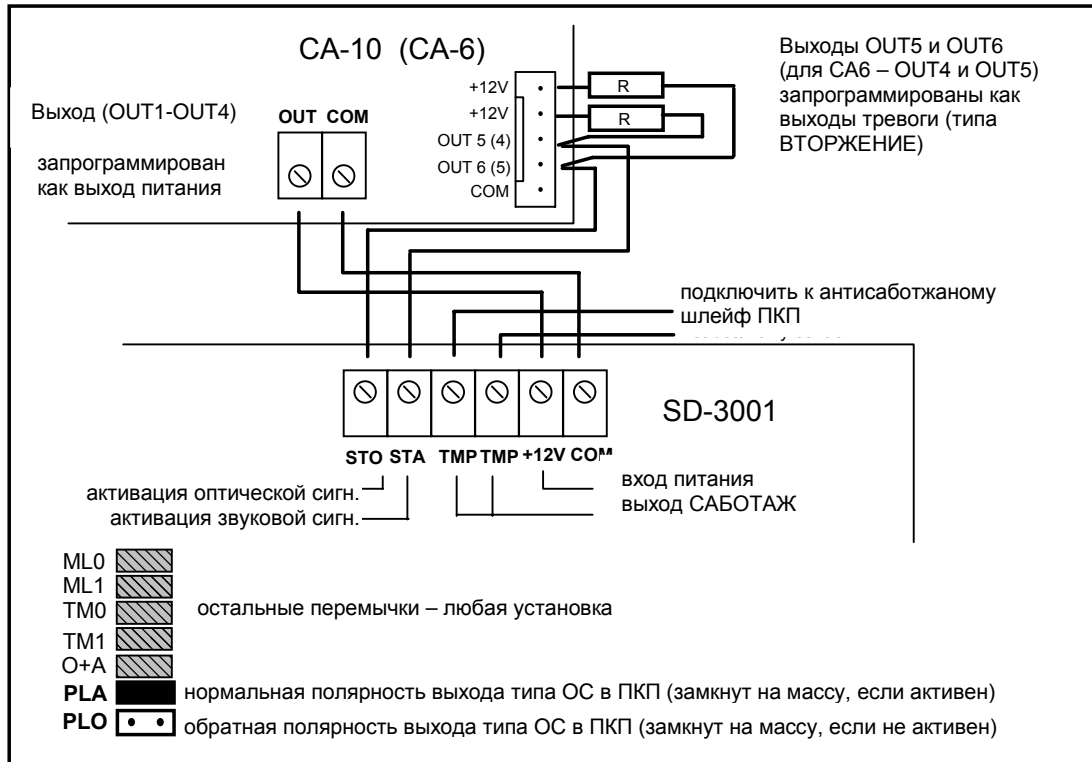 CA-10 (CA-6)
Выходы OUT5 и OUT6
(для CA6 – OUT4 и OUT5)
запрограммированы как
выходы тревоги (типа
ВТОРЖЕНИЕ)
+12V
+12V
OUT 5 (4)
OUT 6 (5)
COM
R
R
Выход (OUT1-OUT4)
запрограммирован
как выход питания
OUT COM
подключить к антисаботжаному
шлейф ПКП
SD-3001
STO STA TMP TMP +12V COM
активация оптической сигн.
активация звуковой сигн.
вход питания
выход САБОТАЖ
ML0
ML1
TM0
TM1
O+A
остальные перемычки – любая установка
PLA нормальная полярность выхода типа ОС в ПКП (замкнут на массу, если активен)
PLO обратная полярность выхода типа ОС в ПКП (замкнут на массу, если не активен)